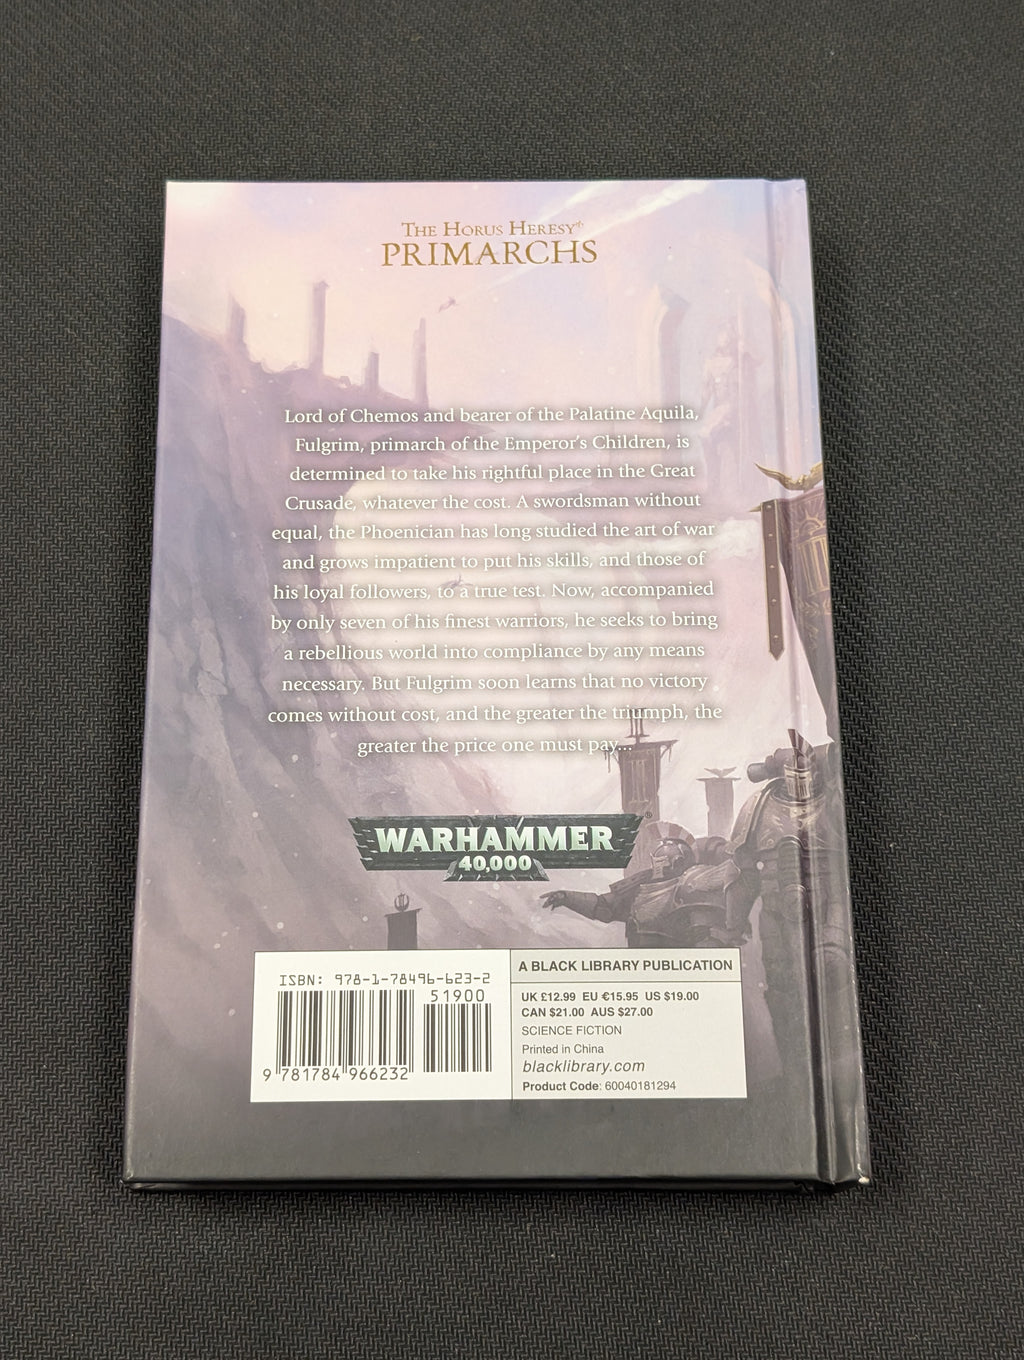 THE HORUS HERESY
PRIMARCHS
Lord of Chemos and bearer of the Palatine Aquila,
Fulgrim, primarch of the Emperor's Children, is
determined to take his rightful place in the Great
Crusade, whatever the cost. A swordsman without
equal, the Phoenician has long studied the art of war
and grows impatient to put his skills, and those of
his loyal followers, to a true test. Now, accompanied
by only seven of his finest warriors, he seeks to bring
a rebellious world into compliance by any means
necessary. But Fulgrim soon learns that no victory
comes without cost, and the greater the triumph, the
greater the price one must pay...
WARHAMMER®
40,000
ISBN: 978-1-78496-623-2
51900
9 781784 966232
A BLACK LIBRARY PUBLICATION
UK £12.99 EU €15.95 US $19.00
CAN $21.00 AUS $27.00
SCIENCE FICTION
Printed in China
blacklibrary.com
Product Code: 60040181294